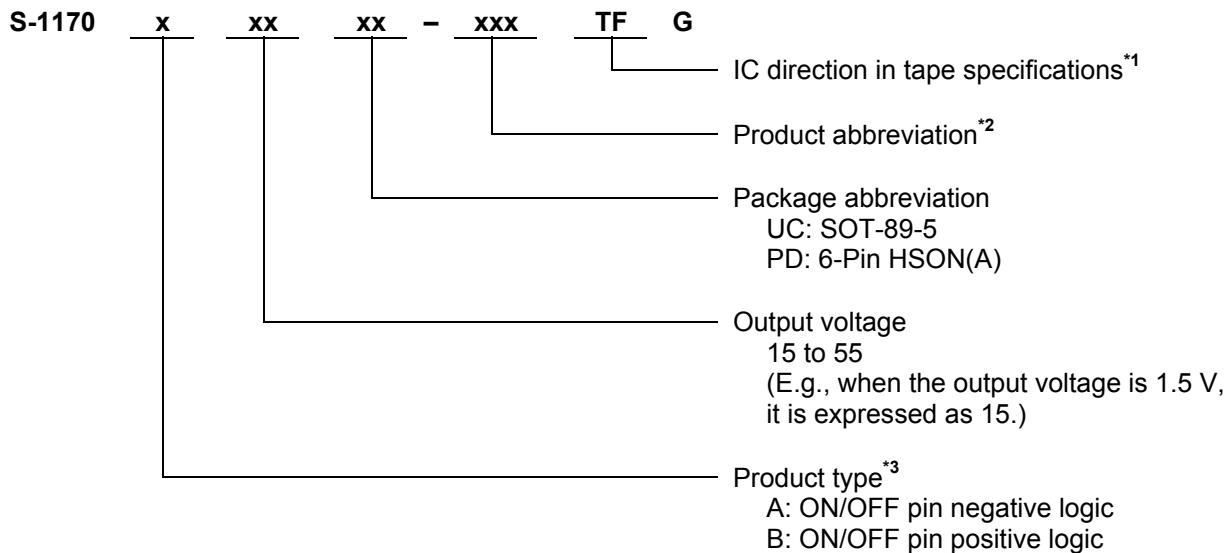 S-1170 x xx xx – xxx TF G
IC direction in tape specifications*1
Product abbreviation*2
Package abbreviation
UC: SOT-89-5
PD: 6-Pin HSON(A)
Output voltage
15 to 55
(E.g., when the output voltage is 1.5 V,
it is expressed as 15.)
Product type*3
A: ON/OFF pin negative logic
B: ON/OFF pin positive logic